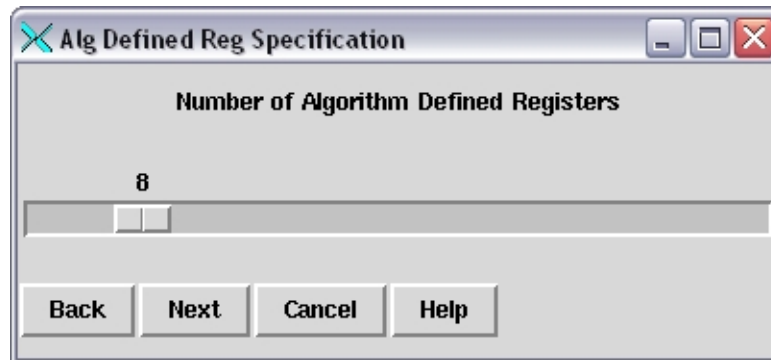 Alg Defined Reg Specification
Number of Algorithm Defined Registers
8
Back Next Cancel Help